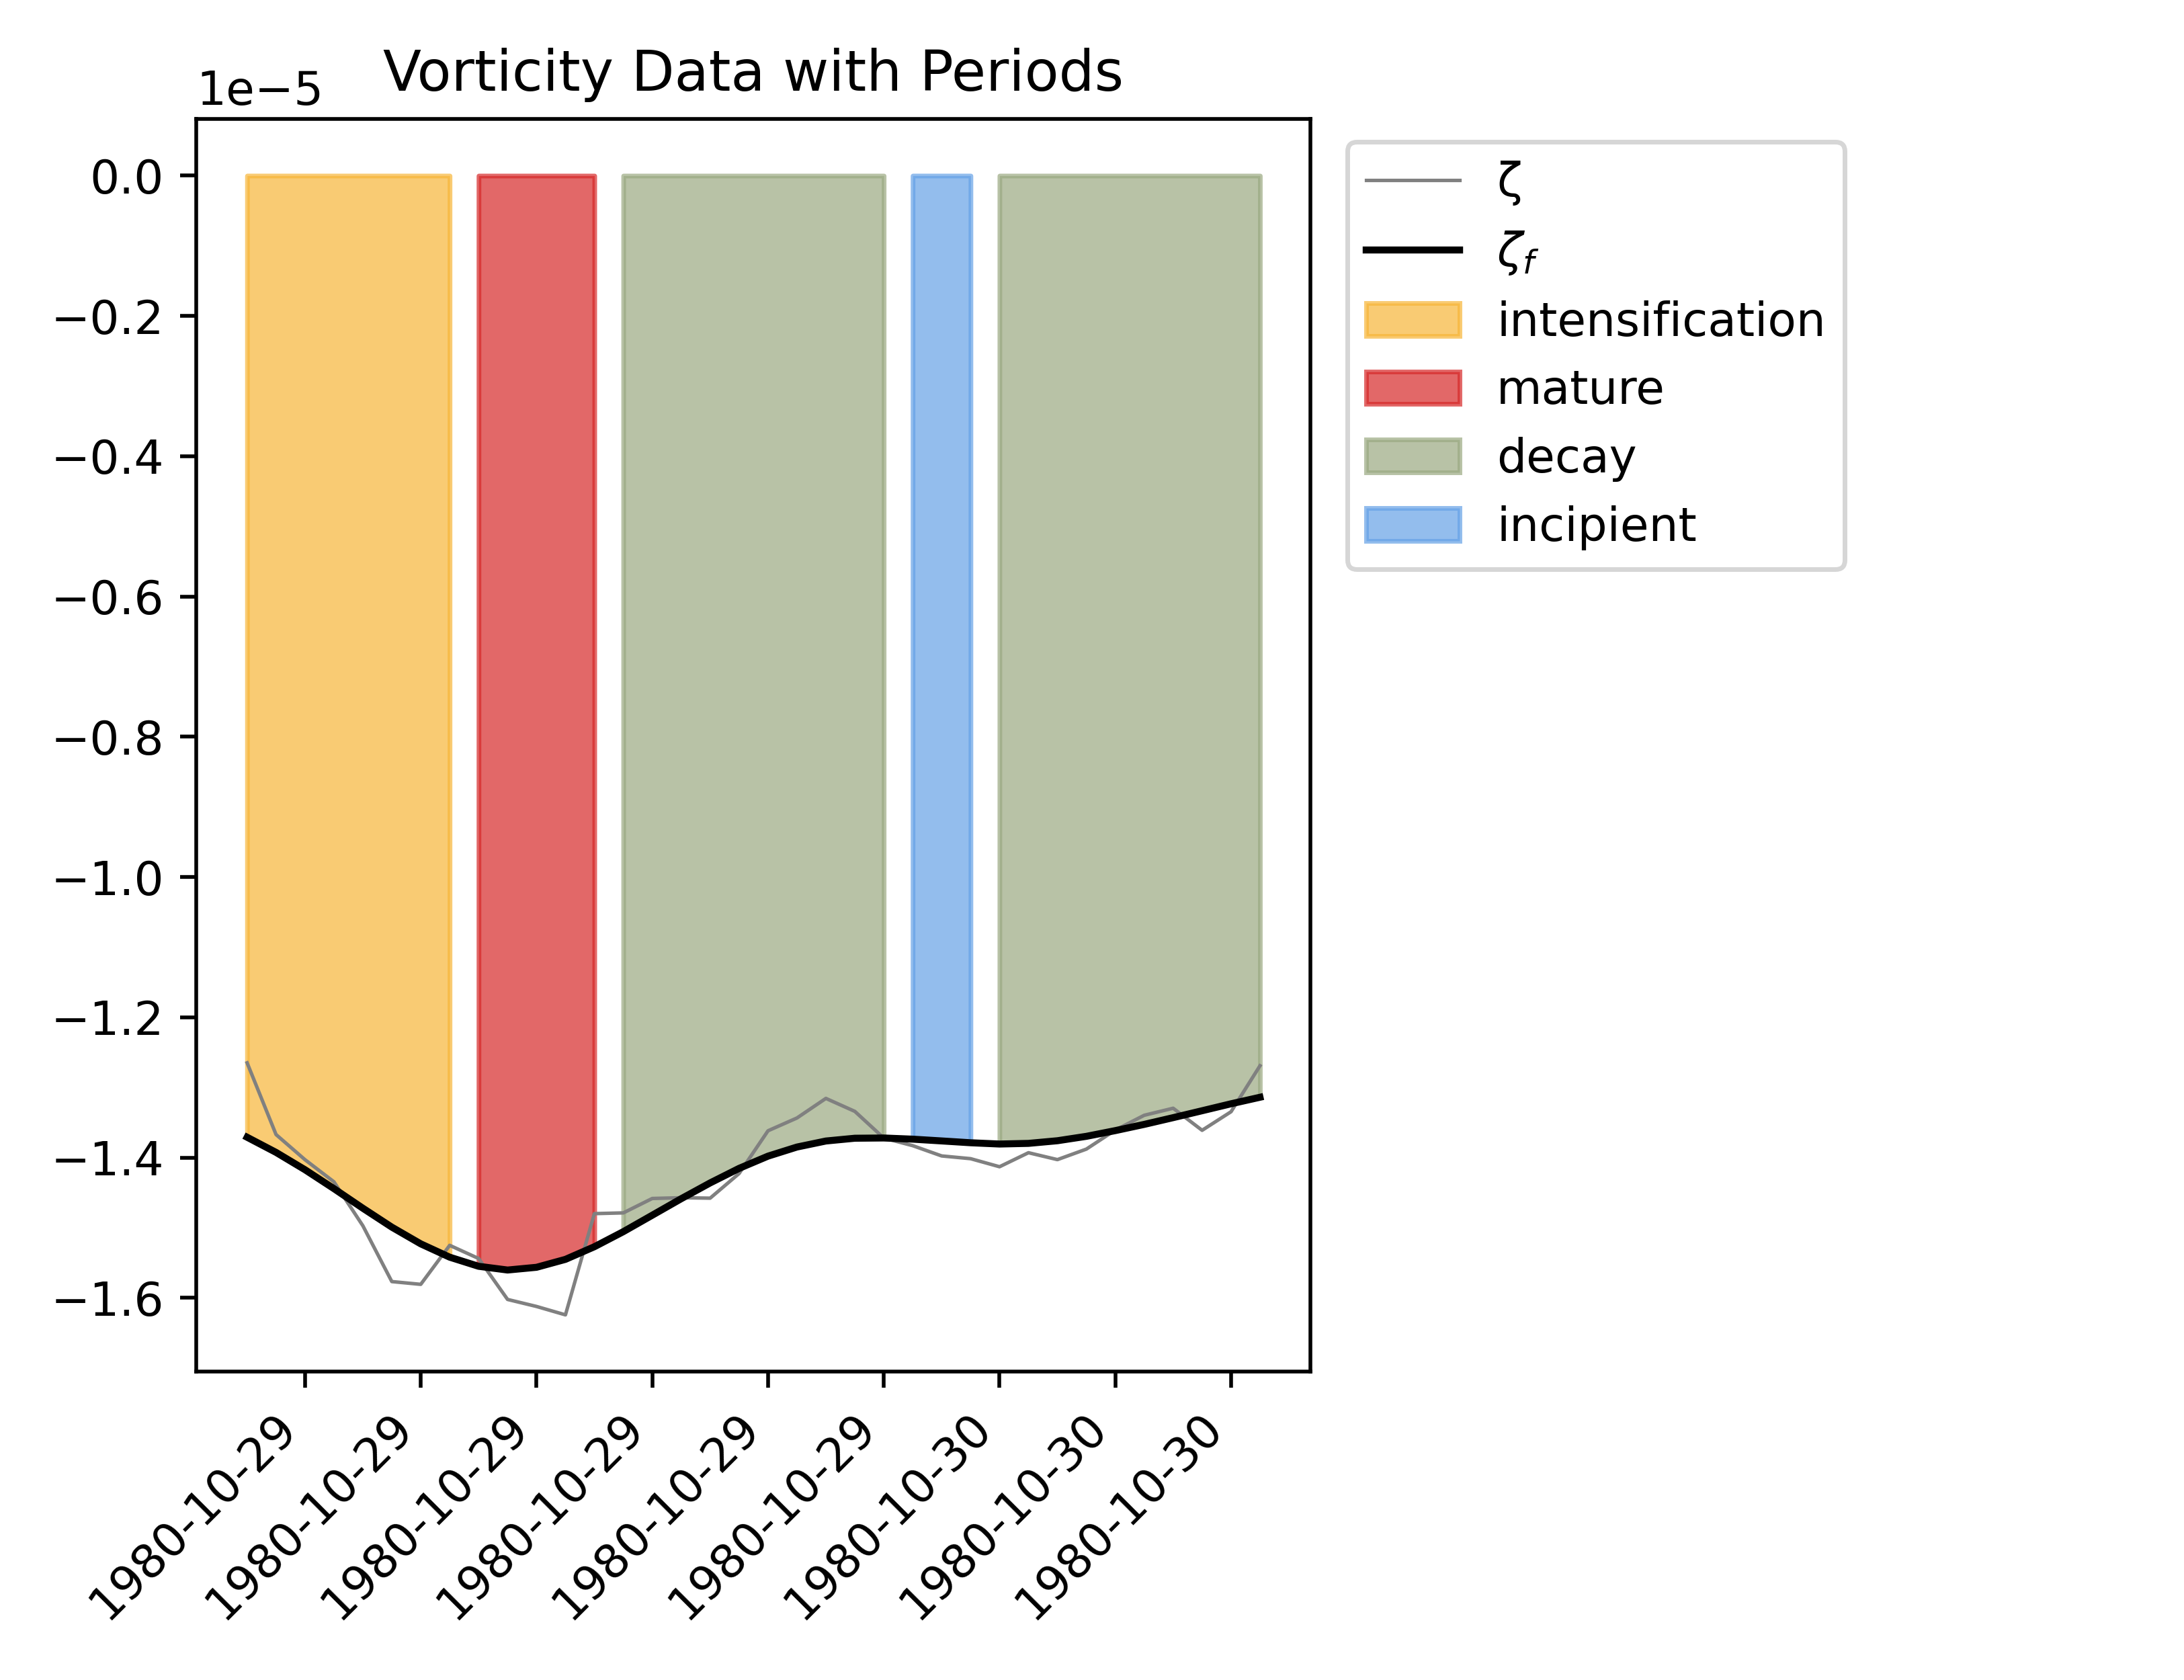 Vorticity Data with Periods
1e−5
0.0
−0.2
−0.4
−0.6
−0.8
−1.0
−1.2
−1.4
−1.6
1980-10-29
1980-10-29
1980-10-29
1980-10-29
1980-10-29
1980-10-29
1980-10-30
1980-10-30
1980-10-30
ζ
ζf
intensification
mature
decay
incipient